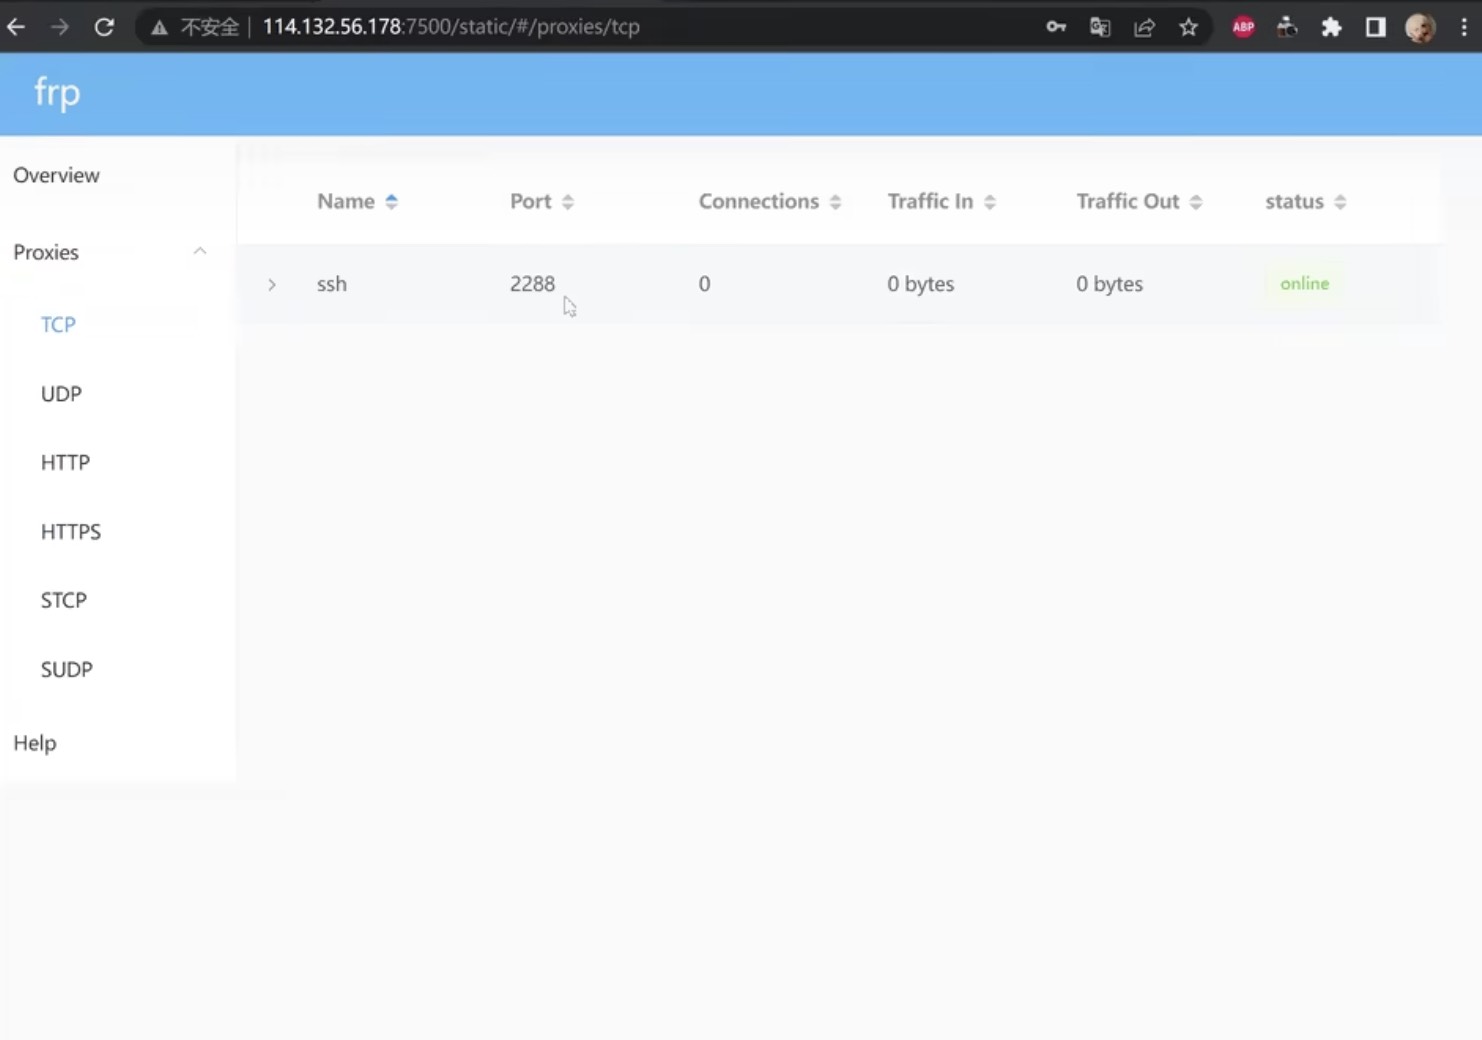 不安全 | 114.132.56.178:7500/static/#/proxies/tcp
ABP
frp
Overview
Proxies
TCP
UDP
HTTP
HTTPS
STCP
SUDP
Help
Name Port Connections Traffic In Traffic Out status
ssh 2288 0 0 bytes 0 bytes online